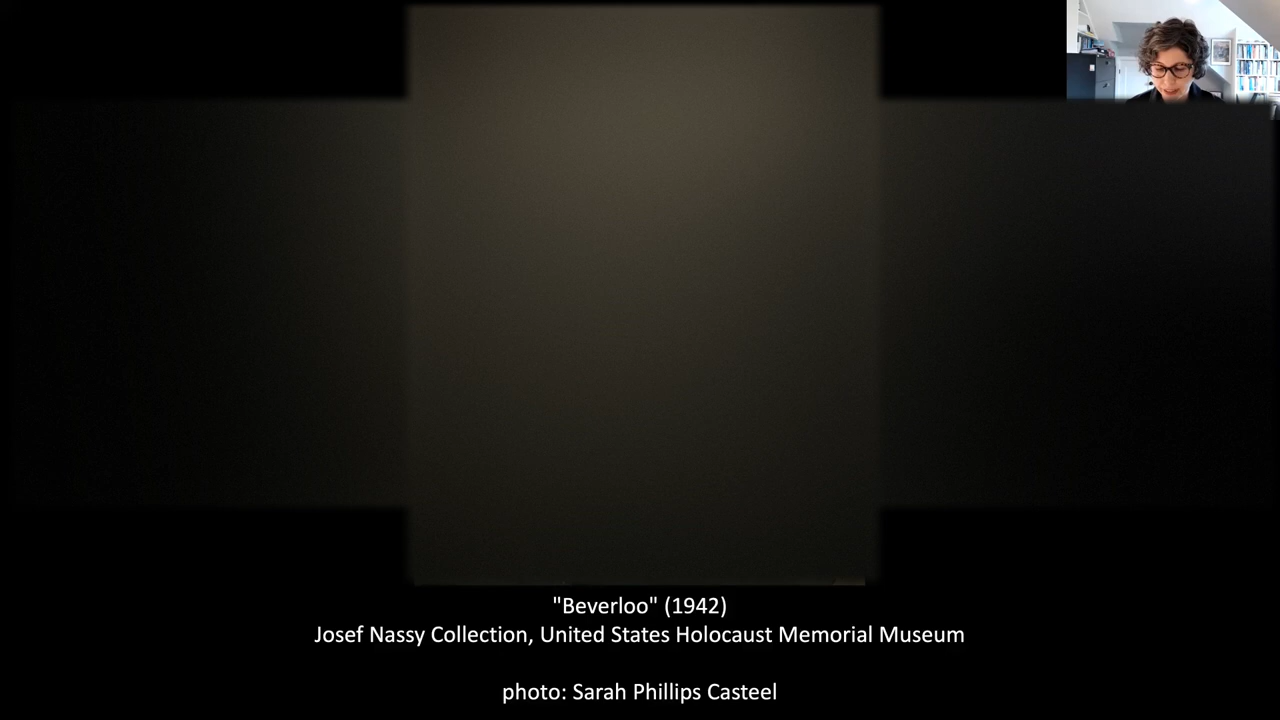 "Beverloo" (1942)
Josef Nassy Collection, United States Holocaust Memorial Museum
photo: Sarah Phillips Casteel